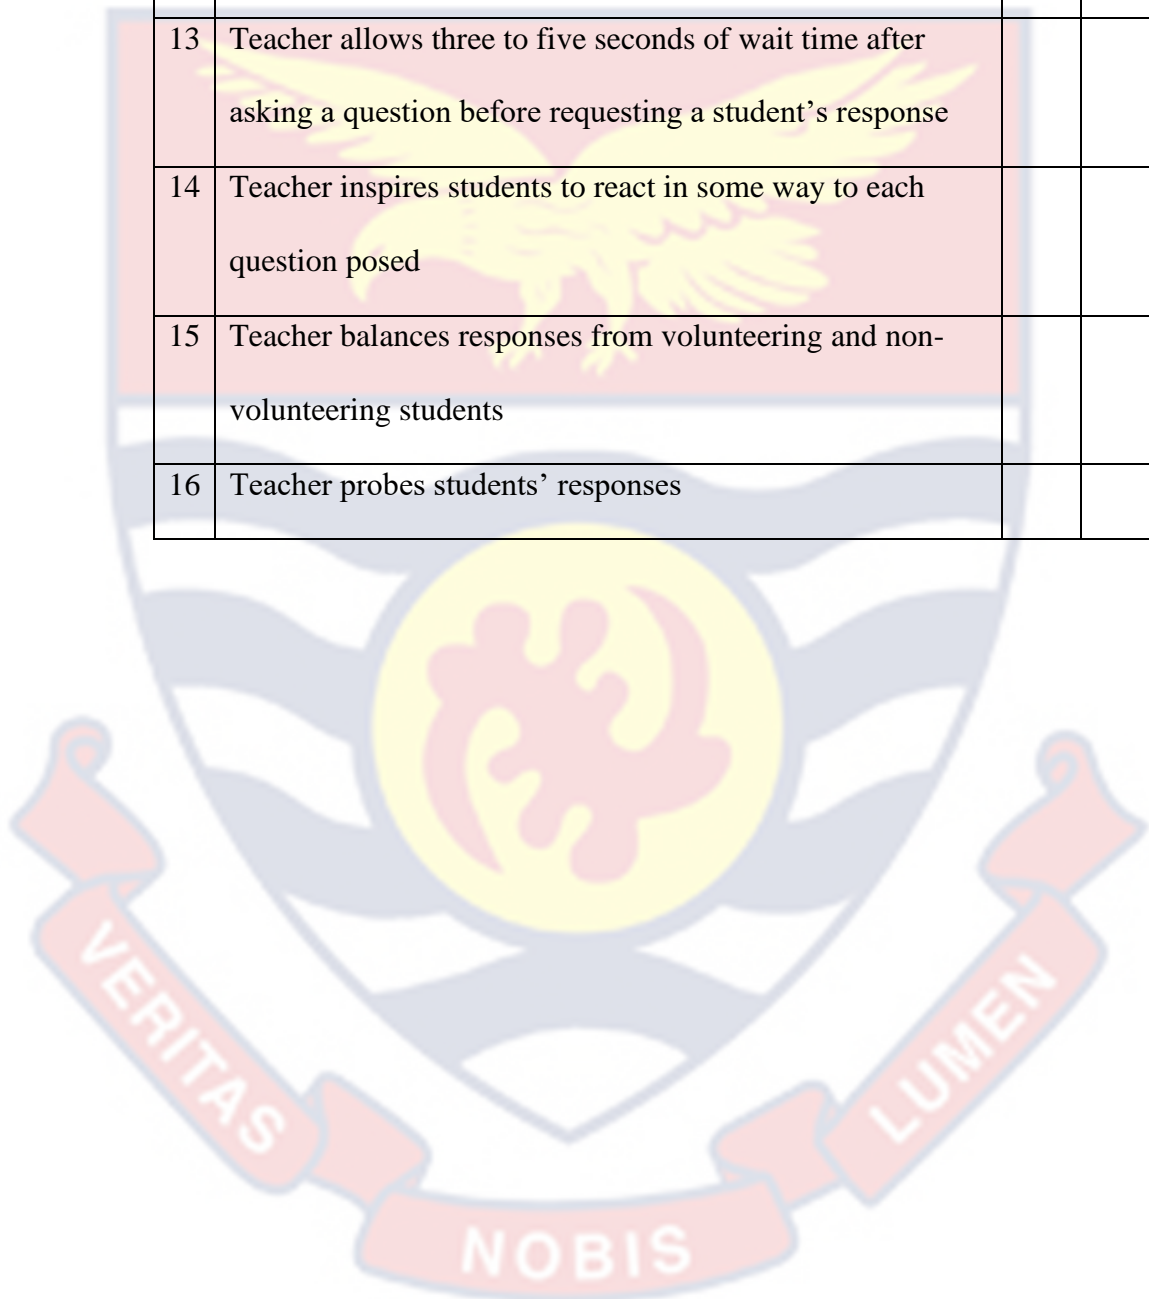 13 Teacher allows three to five seconds of wait time after
asking a question before requesting a student’s response
14 Teacher inspires students to react in some way to each
question posed
15 Teacher balances responses from volunteering and non-
volunteering students
16 Teacher probes students’ responses
VERITAS
NOBIS
LUMEN